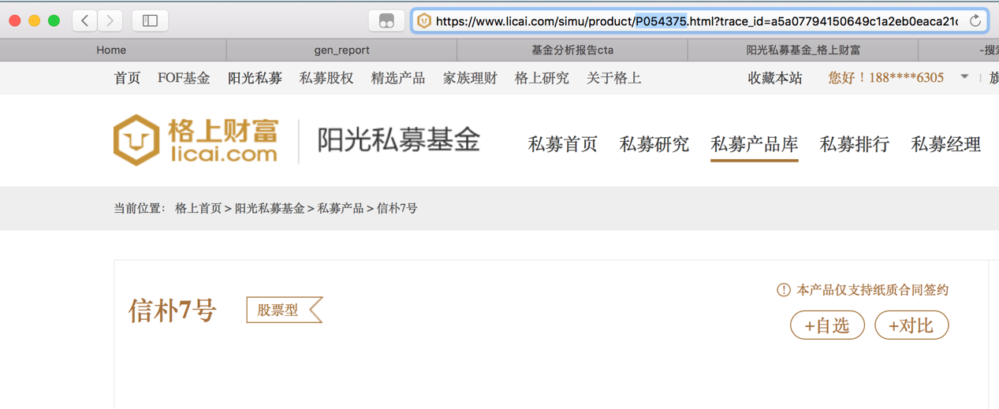 https://www.licai.com/simu/product/P054375.html?trace_id=a5a07794150649c1a2eb0eaca21c
Home gen_report 基金分析报告cta 阳光私募基金_格上财富 -搜索
首页 FOF基金 阳光私募 私募股权 精选产品 家族理财 格上研究 关于格上 收藏本站 您好！188****6305 旗
格上财富
licai.com
阳光私募基金
私募首页 私募研究 私募产品库 私募排行 私募经理
当前位置： 格上首页 > 阳光私募基金 > 私募产品 > 信朴7号
本产品仅支持纸质合同签约
信朴7号 股票型
+自选 +对比